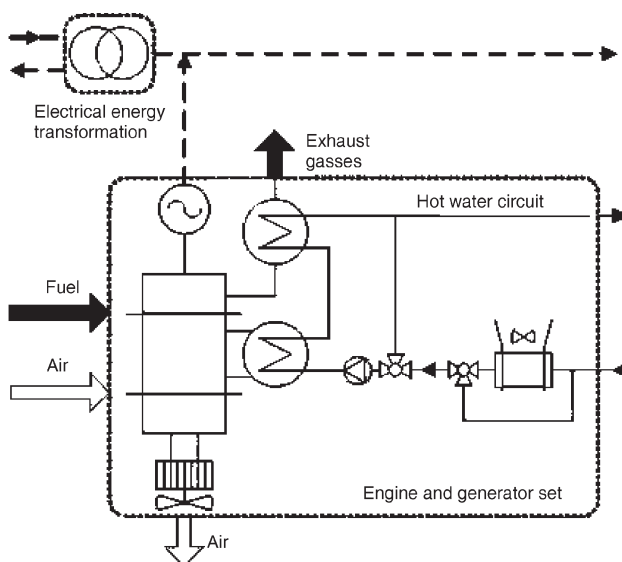 Electrical energy
transformation
Exhaust
gasses
Hot water circuit
Fuel
Air
Engine and generator set
Air